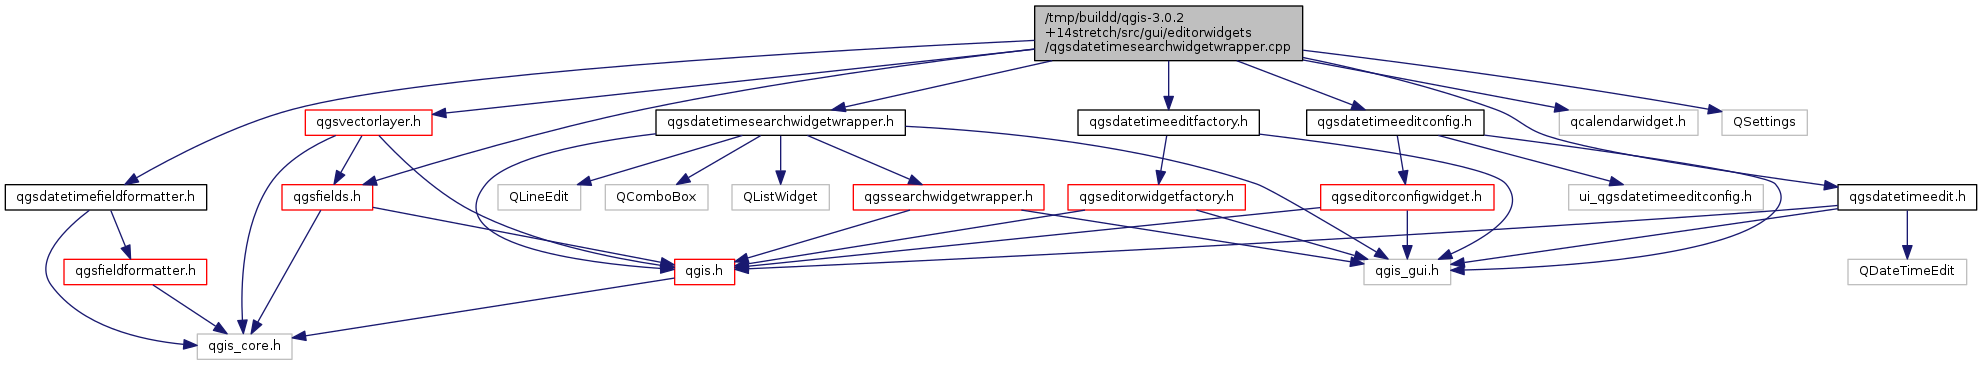 /tmp/buildd/qgis-3.0.2
+14stretch/src/gui/editorwidgets
/qgsdatetimesearchwidgetwrapper.cpp
qgsvectorlayer.h
qgsdatetimesearchwidgetwrapper.h
qgsdatetimeeditfactory.h
qgsdatetimeeditconfig.h
qcalendarwidget.h
QSettings
qgsdatetimefieldformatter.h
qgsfields.h
QLineEdit
QComboBox
QListWidget
qgssearchwidgetwrapper.h
qgseditorwidgetfactory.h
qgseditorconfigwidget.h
ui_qgsdatetimeeditconfig.h
qgsdatetimeedit.h
qgsfieldformatter.h
qgis.h
qgis_gui.h
QDateTimeEdit
qgis_core.h